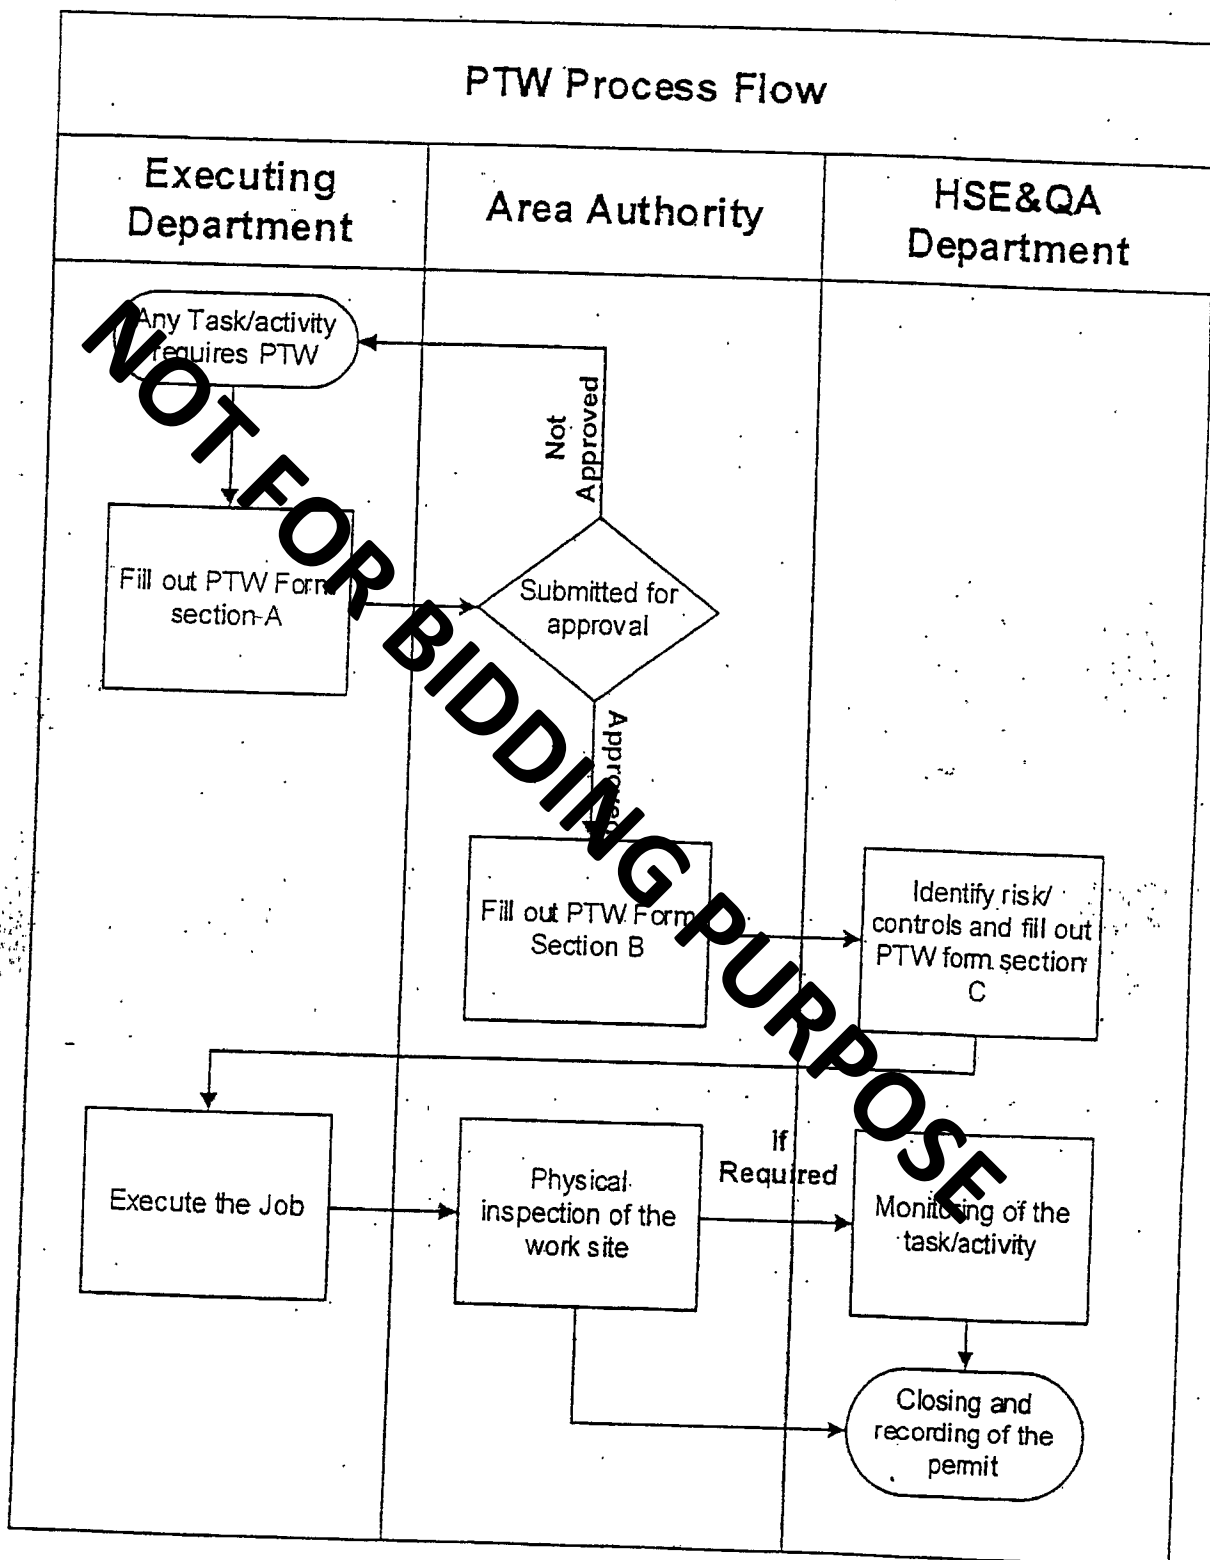 PTW Process Flow
Executing
Department
Area Authority
HSE&QA
Department
Any Task/activity
requires PTW
Not
Approved
Fill out PTW Form
section-A
Submitted for
approval
Approved
Fill out PTW Form
Section B
Identify risk/
controls and fill out
PTW form section
C
Execute the Job
Physical
inspection of the
work site
If
Required
Monitoring of the
task/activity
Closing and
recording of the
permit
NOT FOR BIDDING PURPOSE